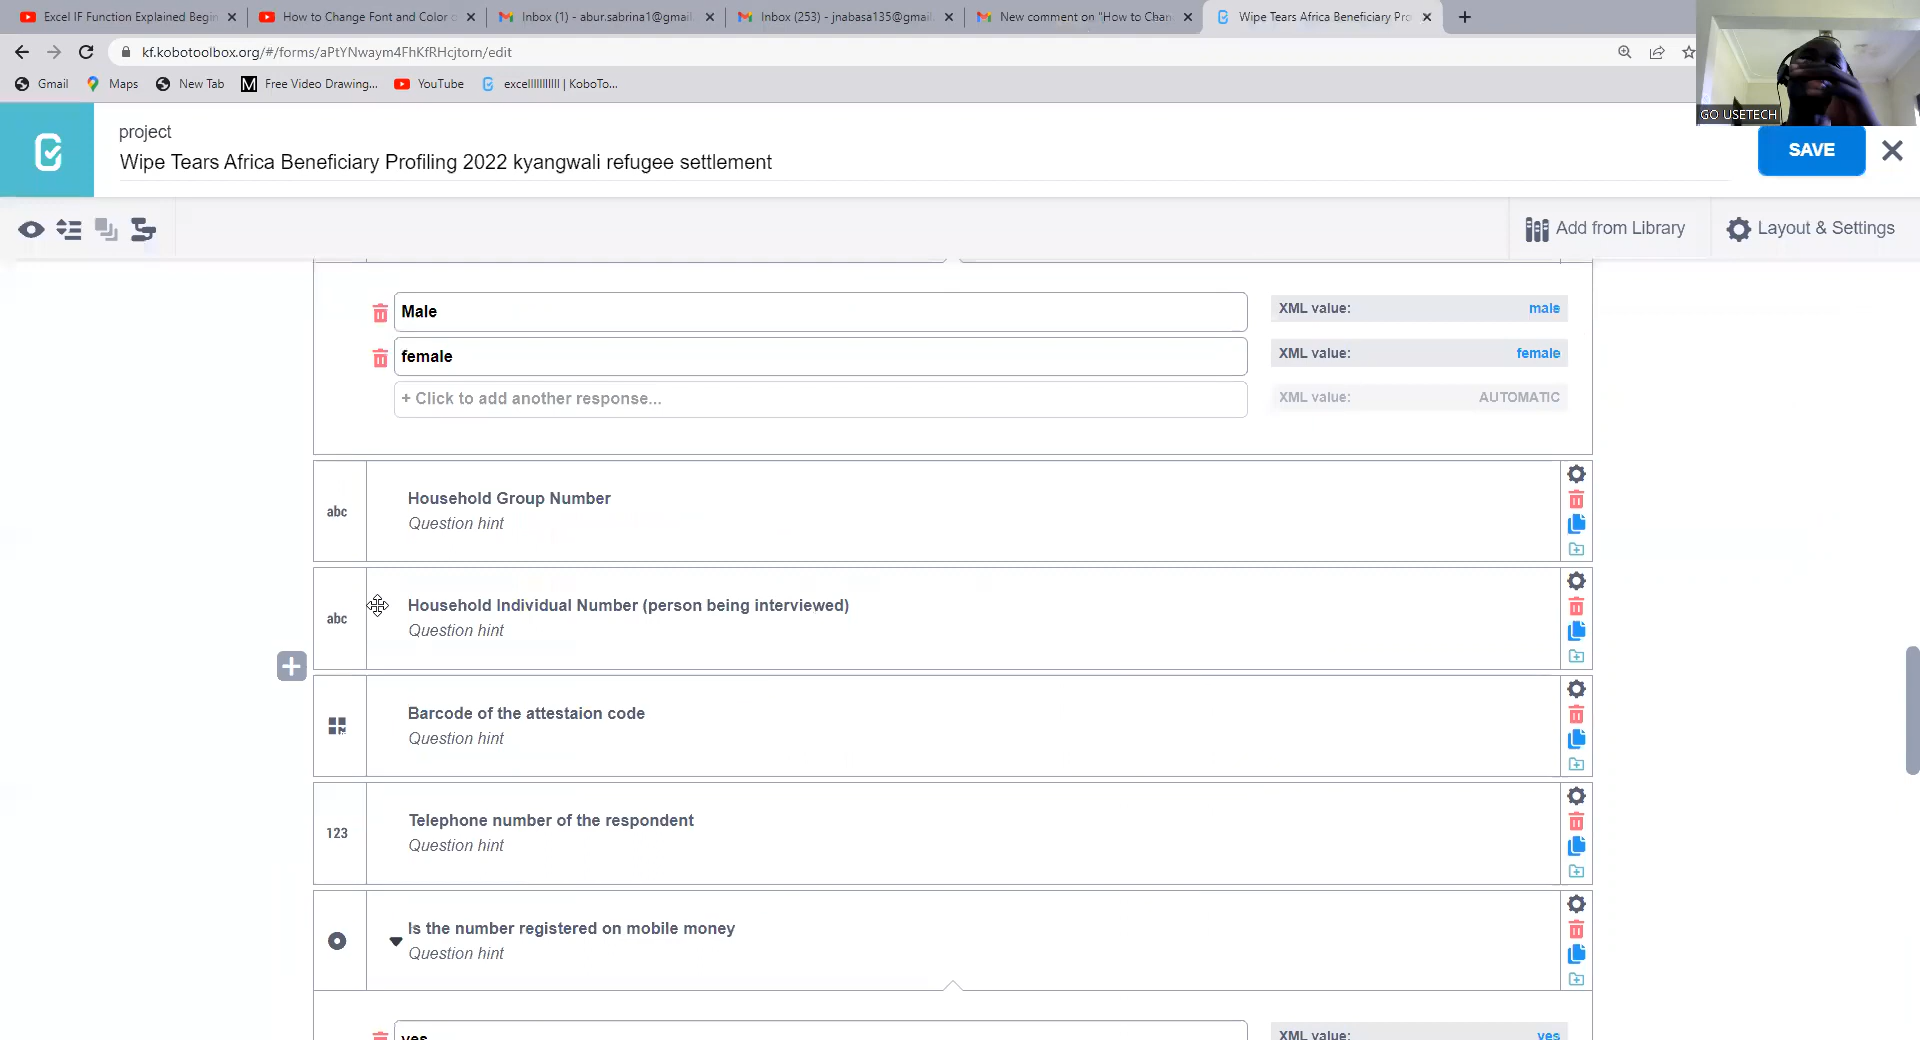 Excel IF Function Explained Begin
How to Change Font and Color o
Inbox (1) - abur.sabrina1@gmail.
Inbox (253) - jnabasa135@gmail.
New comment on "How to Chan
Wipe Tears Africa Beneficiary Pro
kf.kobotoolbox.org/#/forms/aPtYNwaym4FhKfRHcjtorn/edit
Gmail
Maps
New Tab
Free Video Drawing...
YouTube
excellllllllllll | KoboTo...
GO USETECH
project
Wipe Tears Africa Beneficiary Profiling 2022 kyangwali refugee settlement
SAVE
Add from Library
Layout & Settings
Male
XML value: male
female
XML value: female
+ Click to add another response...
XML value: AUTOMATIC
abc
Household Group Number
Question hint
abc
Household Individual Number (person being interviewed)
Question hint
Barcode of the attestaion code
Question hint
123
Telephone number of the respondent
Question hint
Is the number registered on mobile money
Question hint
yes
XML value: yes